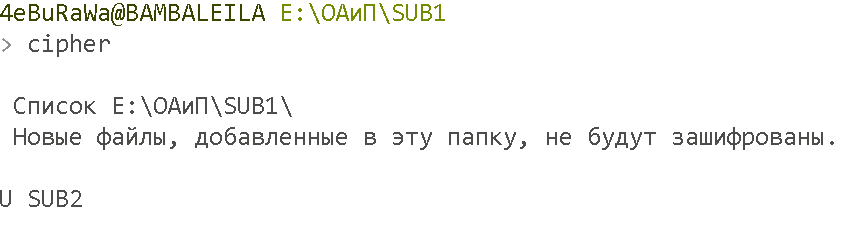 4eBuRaWa@BAMBALEILA E:\ОАиП\SUB1
> cipher
Список E:\ОАиП\SUB1\
Новые файлы, добавленные в эту папку, не будут зашифрованы.
U SUB2